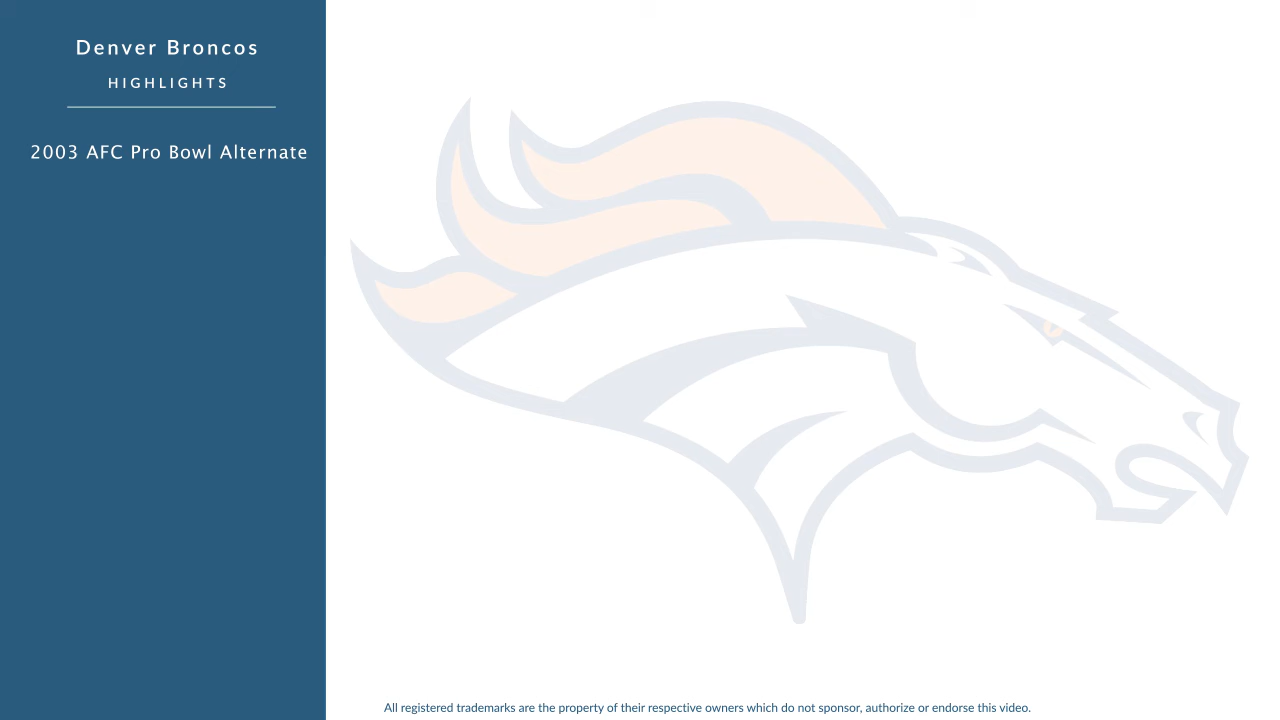 Denver Broncos
HIGHLIGHTS
2003 AFC Pro Bowl Alternate
All registered trademarks are the property of their respective owners which do not sponsor, authorize or endorse this video.